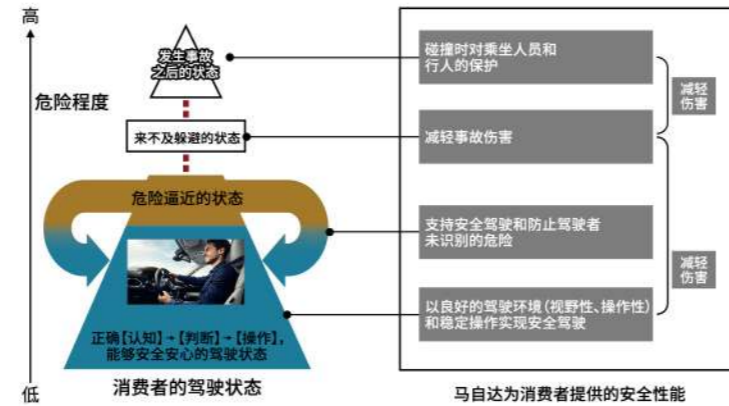 高
发生事故
之后的状态
危险程度
来不及躲避的状态
危险逼近的状态
正确【认知】→【判断】→【操作】,
能够安全安心的驾驶状态
低
消费者的驾驶状态
碰撞时对乘坐人员和
行人的保护
减轻
伤害
减轻事故伤害
支持安全驾驶和防止驾驶者
未识别的危险
减轻
伤害
以良好的驾驶环境(视野性、操作性)
和稳定操作实现安全驾驶
马自达为消费者提供的安全性能